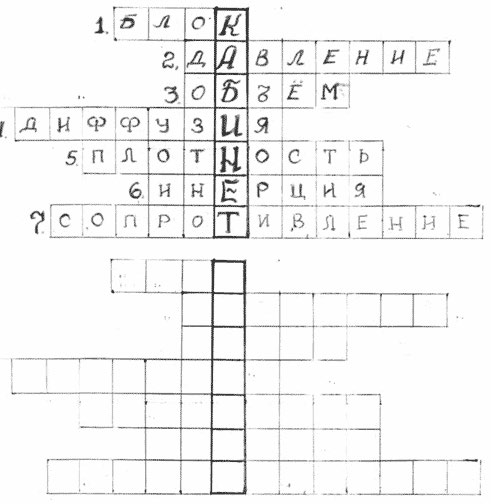 1. БЛОК
2. ДАВЛЕНИЕ
3. ОБЪЁМ
4. ДИФФУЗИЯ
5. ПЛОТНОСТЬ
6. ИНЕРЦИЯ
7. СОПРОТИВЛЕНИЕ